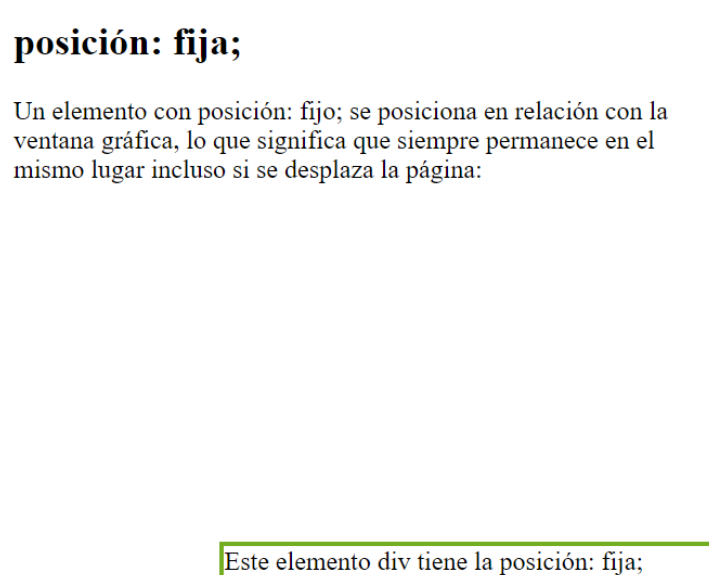 posición: fija;
Un elemento con posición: fijo; se posiciona en relación con la
ventana gráfica, lo que significa que siempre permanece en el
mismo lugar incluso si se desplaza la página:
Este elemento div tiene la posición: fija;